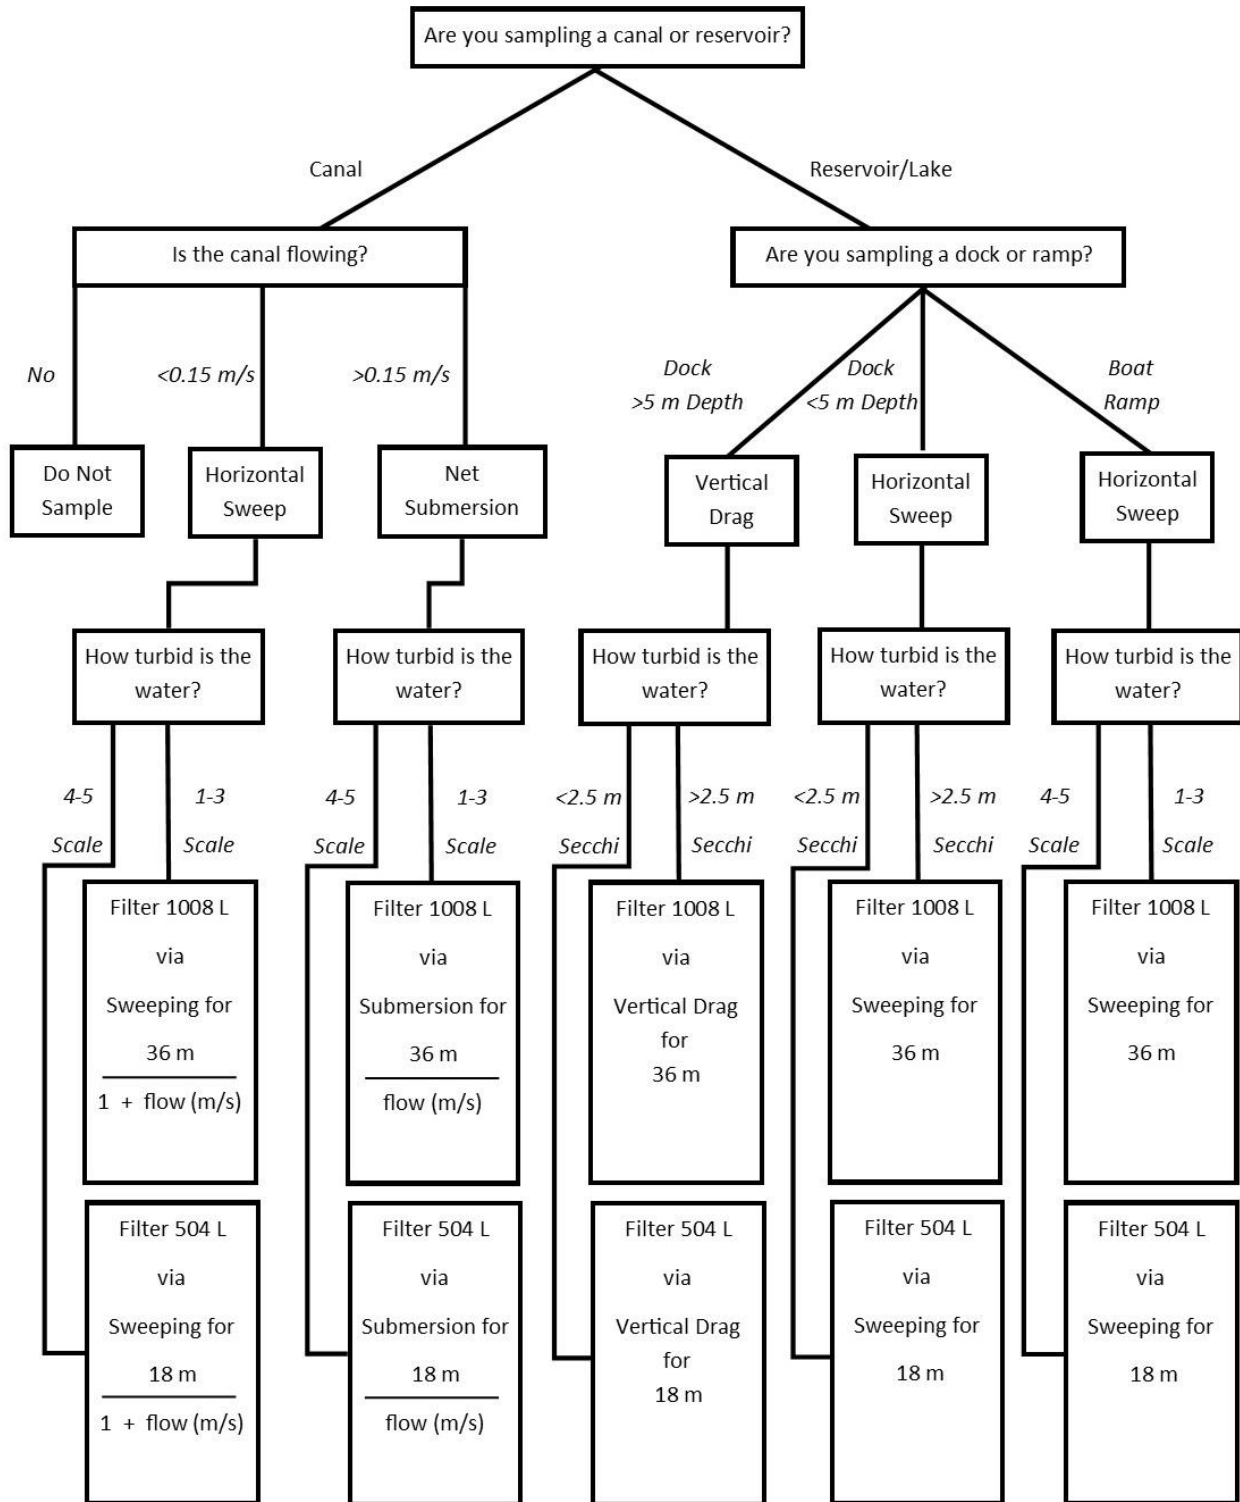 Are you sampling a canal or reservoir?
Canal
Reservoir/Lake
Is the canal flowing?
Are you sampling a dock or ramp?
No
<0.15 m/s
>0.15 m/s
Dock
>5 m Depth
Dock
<5 m Depth
Boat
Ramp
Do Not
Sample
Horizontal
Sweep
Net
Submersion
Vertical
Drag
Horizontal
Sweep
Horizontal
Sweep
How turbid is the
water?
How turbid is the
water?
How turbid is the
water?
How turbid is the
water?
How turbid is the
water?
4-5
Scale
1-3
Scale
4-5
Scale
1-3
Scale
<2.5 m
Secchi
>2.5 m
Secchi
<2.5 m
Secchi
>2.5 m
Secchi
4-5
Scale
1-3
Scale
Filter 1008 L
via
Sweeping for
36 m
1 + flow (m/s)
Filter 1008 L
via
Submersion for
36 m
flow (m/s)
Filter 1008 L
via
Vertical Drag
for
36 m
Filter 1008 L
via
Sweeping for
36 m
Filter 1008 L
via
Sweeping for
36 m
Filter 504 L
via
Sweeping for
18 m
1 + flow (m/s)
Filter 504 L
via
Submersion for
18 m
flow (m/s)
Filter 504 L
via
Vertical Drag
for
18 m
Filter 504 L
via
Sweeping for
18 m
Filter 504 L
via
Sweeping for
18 m